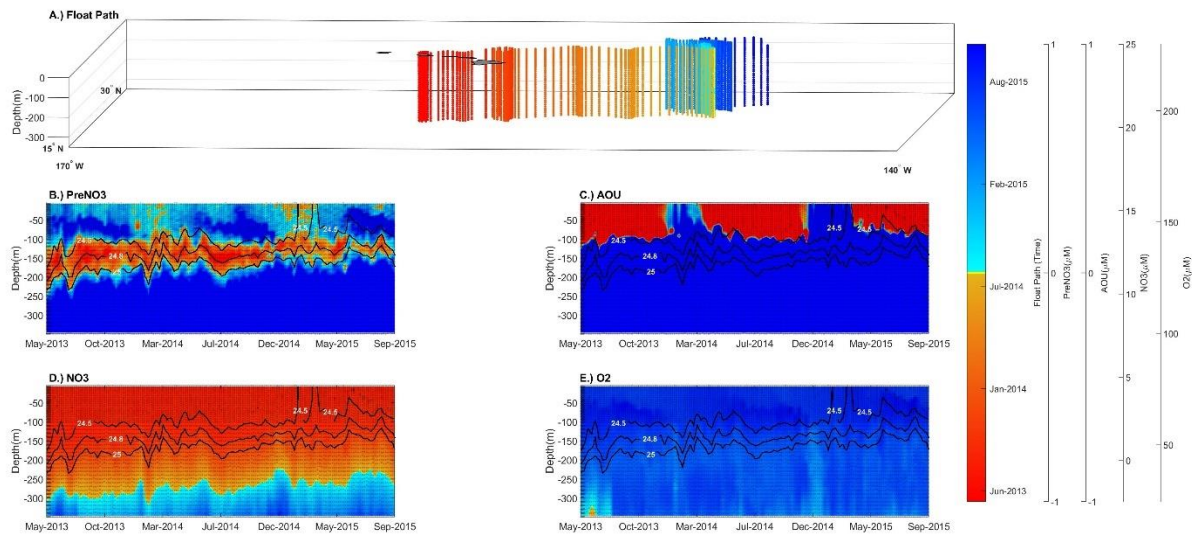 A.) Float Path
Depth(m)
0
-100
-200
-300
30° N
15° N
170° W
140° W
B.) PreNO3
Depth(m)
-50
-100
-150
-200
-250
-300
24.5
24.8
25
24.5
24.5
May-2013 Oct-2013 Mar-2014 Jul-2014 Dec-2014 May-2015 Sep-2015
C.) AOU
Depth(m)
-50
-100
-150
-200
-250
-300
24.5
24.8
25
24.5
24.5
May-2013 Oct-2013 Mar-2014 Jul-2014 Dec-2014 May-2015 Sep-2015
D.) NO3
Depth(m)
-50
-100
-150
-200
-250
-300
24.5
24.8
25
24.5
24.5
May-2013 Oct-2013 Mar-2014 Jul-2014 Dec-2014 May-2015 Sep-2015
E.) O2
Depth(m)
-50
-100
-150
-200
-250
-300
24.5
24.8
25
24.5
24.5
May-2013 Oct-2013 Mar-2014 Jul-2014 Dec-2014 May-2015 Sep-2015
Aug-2015
Feb-2015
Jul-2014
Jan-2014
Jun-2013
Float Path (Time)
1
0
-1
PreNO3(μM)
1
0
-1
AOU(μM)
25
20
15
10
5
0
NO3(μM)
200
150
100
50
O2(μM)